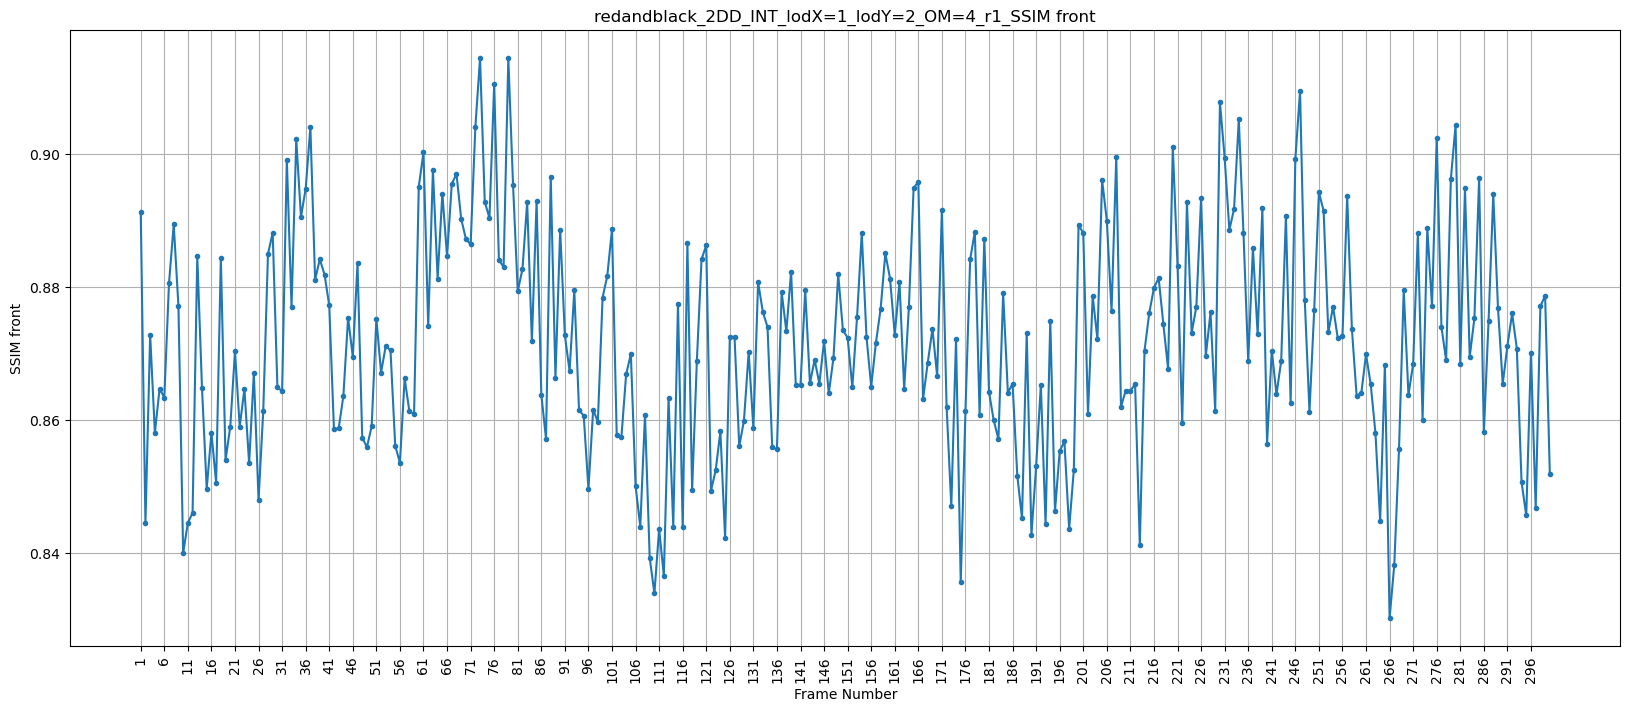 redandblack_2DD_INT_lodX=1_lodY=2_OM=4_r1_SSIM front
SSIM front
0.90
0.88
0.86
0.84
1 6 11 16 21 26 31 36 41 46 51 56 61 66 71 76 81 86 91 96 101 106 111 116 121 126 131 136 141 146 151 156 161 166 171 176 181 186 191 196 201 206 211 216 221 226 231 236 241 246 251 256 261 266 271 276 281 286 291 296
Frame Number